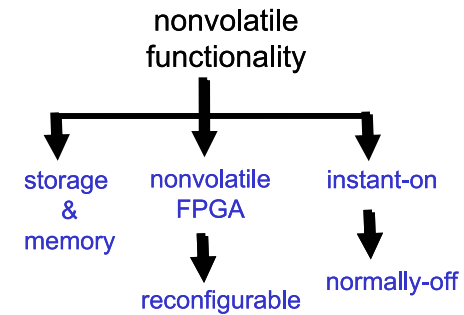 nonvolatile
functionality
storage
&
memory
nonvolatile
FPGA
reconfigurable
instant-on
normally-off